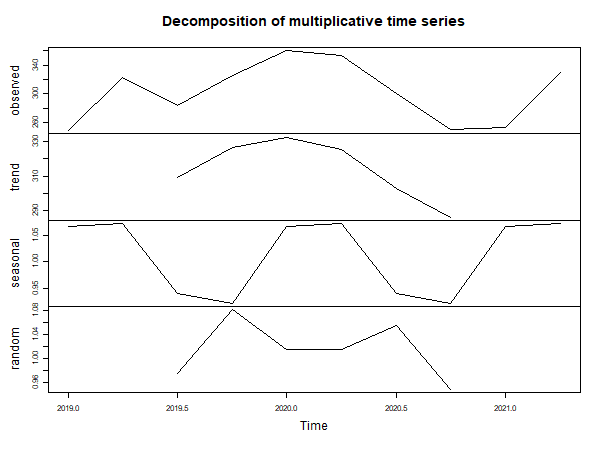 Decomposition of multiplicative time series
observed
340
300
260
trend
330
310
290
seasonal
1.05
1.00
0.95
random
1.08
1.04
1.00
0.96
2019.0 2019.5 2020.0 2020.5 2021.0
Time